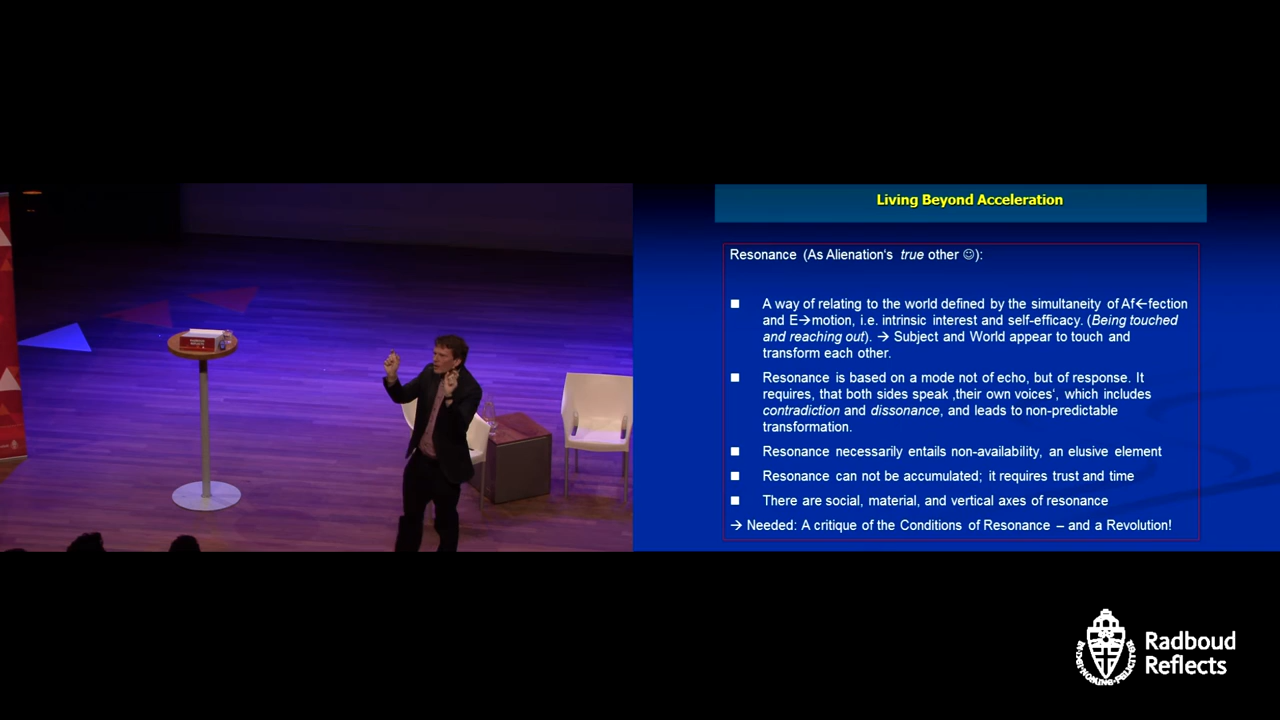 Living Beyond Acceleration
Resonance (As Alienation's true other ☺):
■ A way of relating to the world defined by the simultaneity of Af←fection
and E→motion, i.e. intrinsic interest and self-efficacy. (Being touched
and reaching out). → Subject and World appear to touch and
transform each other.
■ Resonance is based on a mode not of echo, but of response. It
requires, that both sides speak ‚their own voices', which includes
contradiction and dissonance, and leads to non-predictable
transformation.
■ Resonance necessarily entails non-availability, an elusive element
■ Resonance can not be accumulated; it requires trust and time
■ There are social, material, and vertical axes of resonance
→ Needed: A critique of the Conditions of Resonance – and a Revolution!
Radboud
Reflects